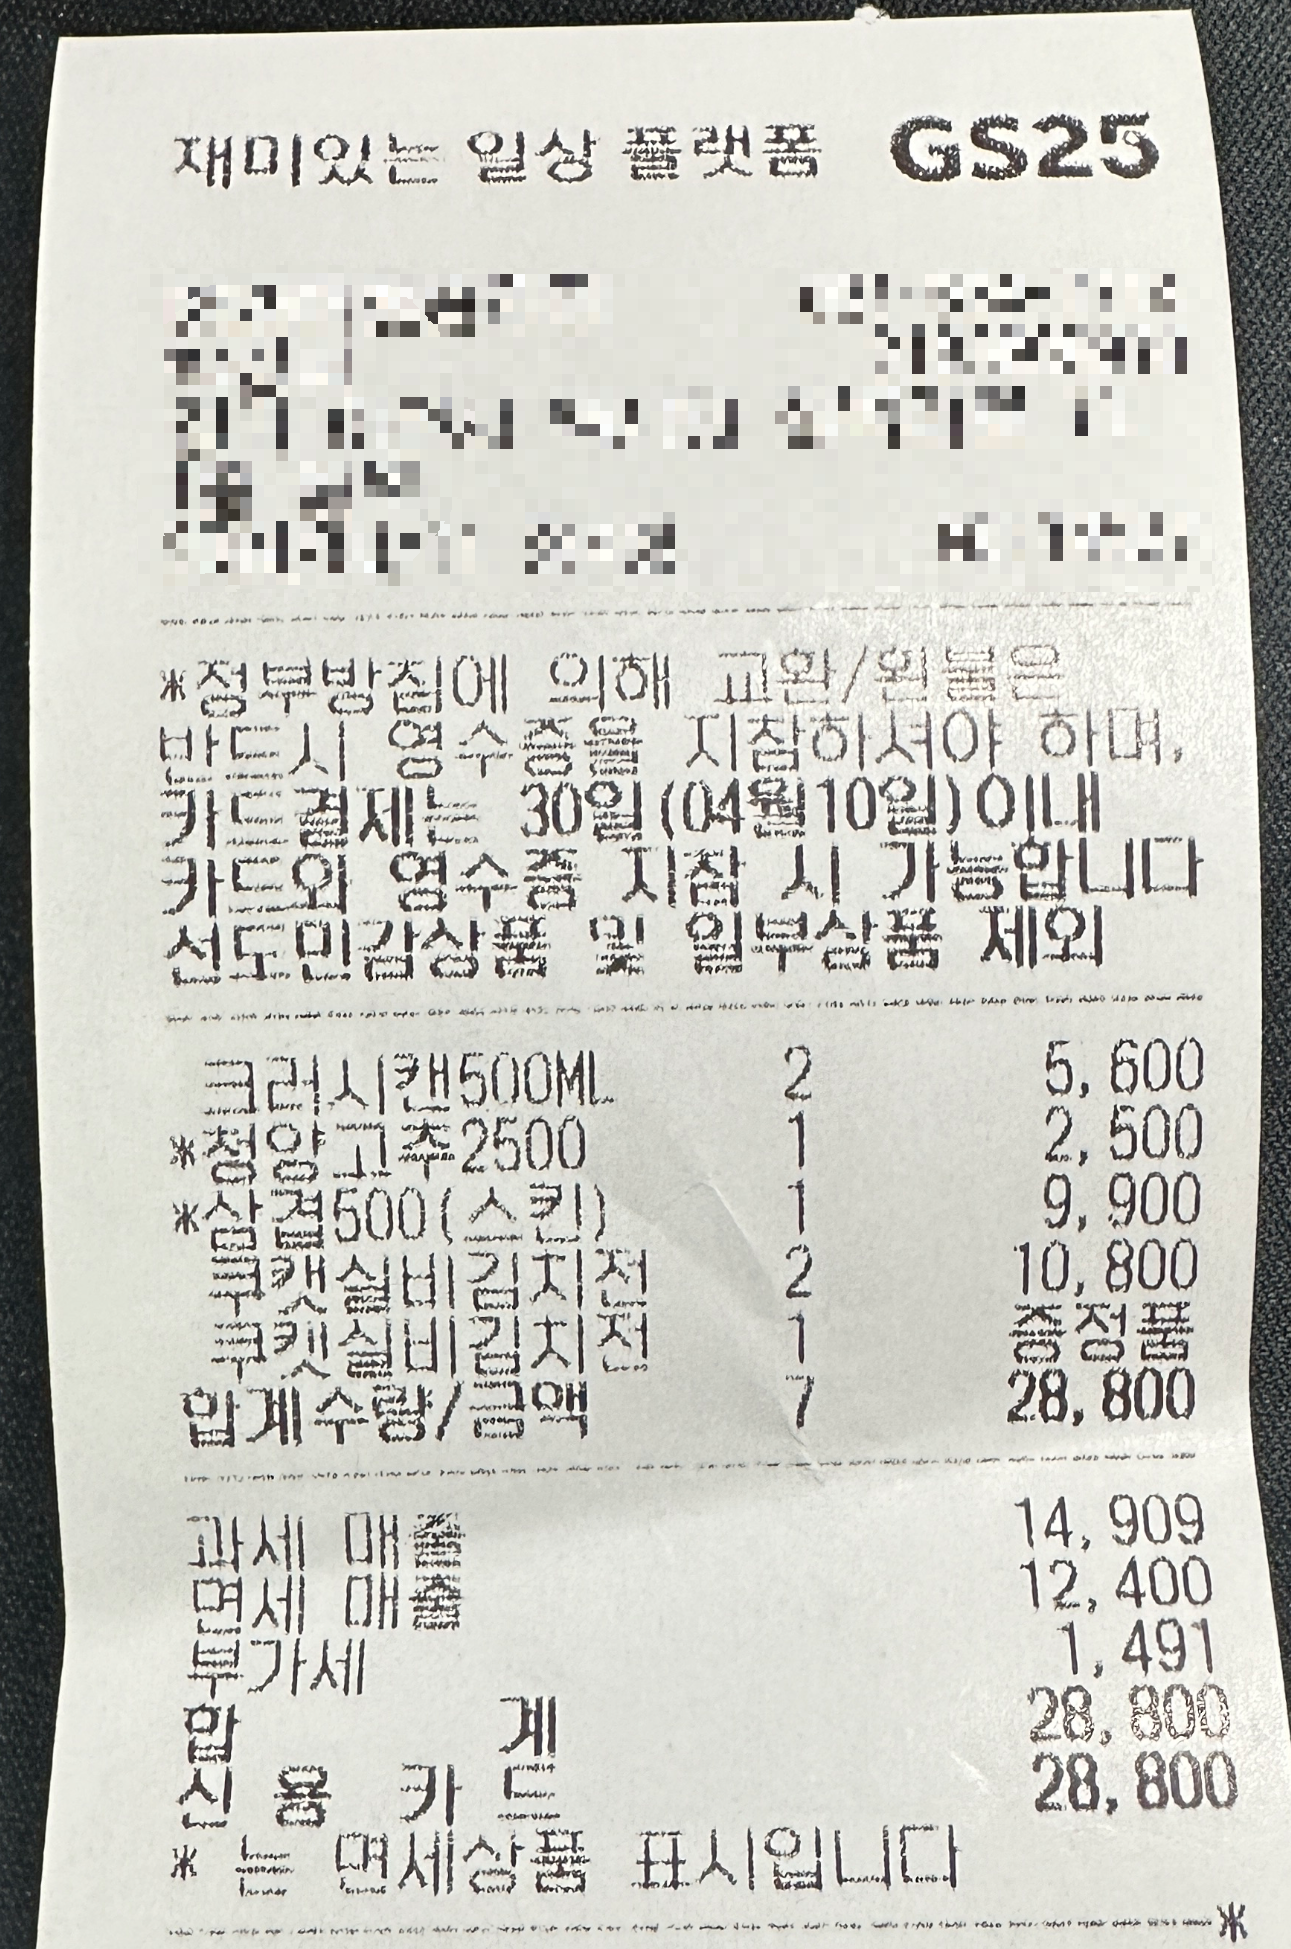 재미있는 일상 플랫폼 GS25
*정부방침에 의해 교환/환불은
반드시 영수증을 지참하셔야 하며,
카드결제는 30일(04월10일)이내
카드와 영수증 지참 시 가능합니다
선도민감상품 및 일부상품 제외
크러시캔500ML 2 5,600
*청양고추2500 1 2,500
*삼겹500(스킨) 1 9,900
쿡캣실비김치전 2 10,800
쿡캣실비김치전 1 증정품
합계수량/금액 7 28,800
과세 매출 14,909
면세 매출 12,400
부가세 1,491
합 계 28,800
신 용 카 드 28,800
* 는 면세상품 표시입니다
*